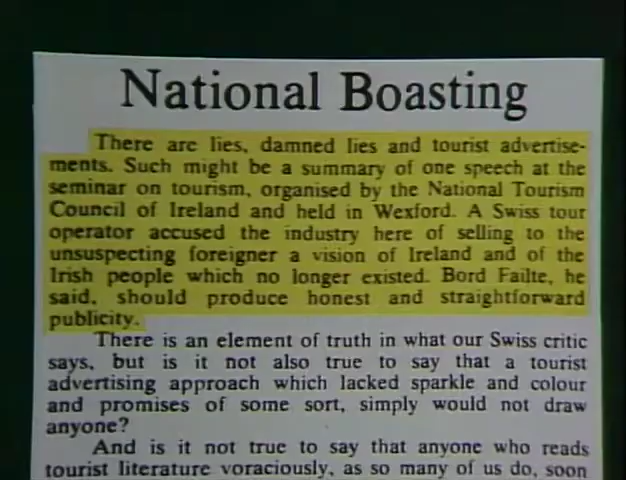 National Boasting
There are lies, damned lies and tourist advertise-
ments. Such might be a summary of one speech at the
seminar on tourism, organised by the National Tourism
Council of Ireland and held in Wexford. A Swiss tour
operator accused the industry here of selling to the
unsuspecting foreigner a vision of Ireland and of the
Irish people which no longer existed. Bord Failte, he
said, should produce honest and straightforward
publicity.
There is an element of truth in what our Swiss critic
says, but is it not also true to say that a tourist
advertising approach which lacked sparkle and colour
and promises of some sort, simply would not draw
anyone?
And is it not true to say that anyone who reads
tourist literature voraciously, as so many of us do, soon